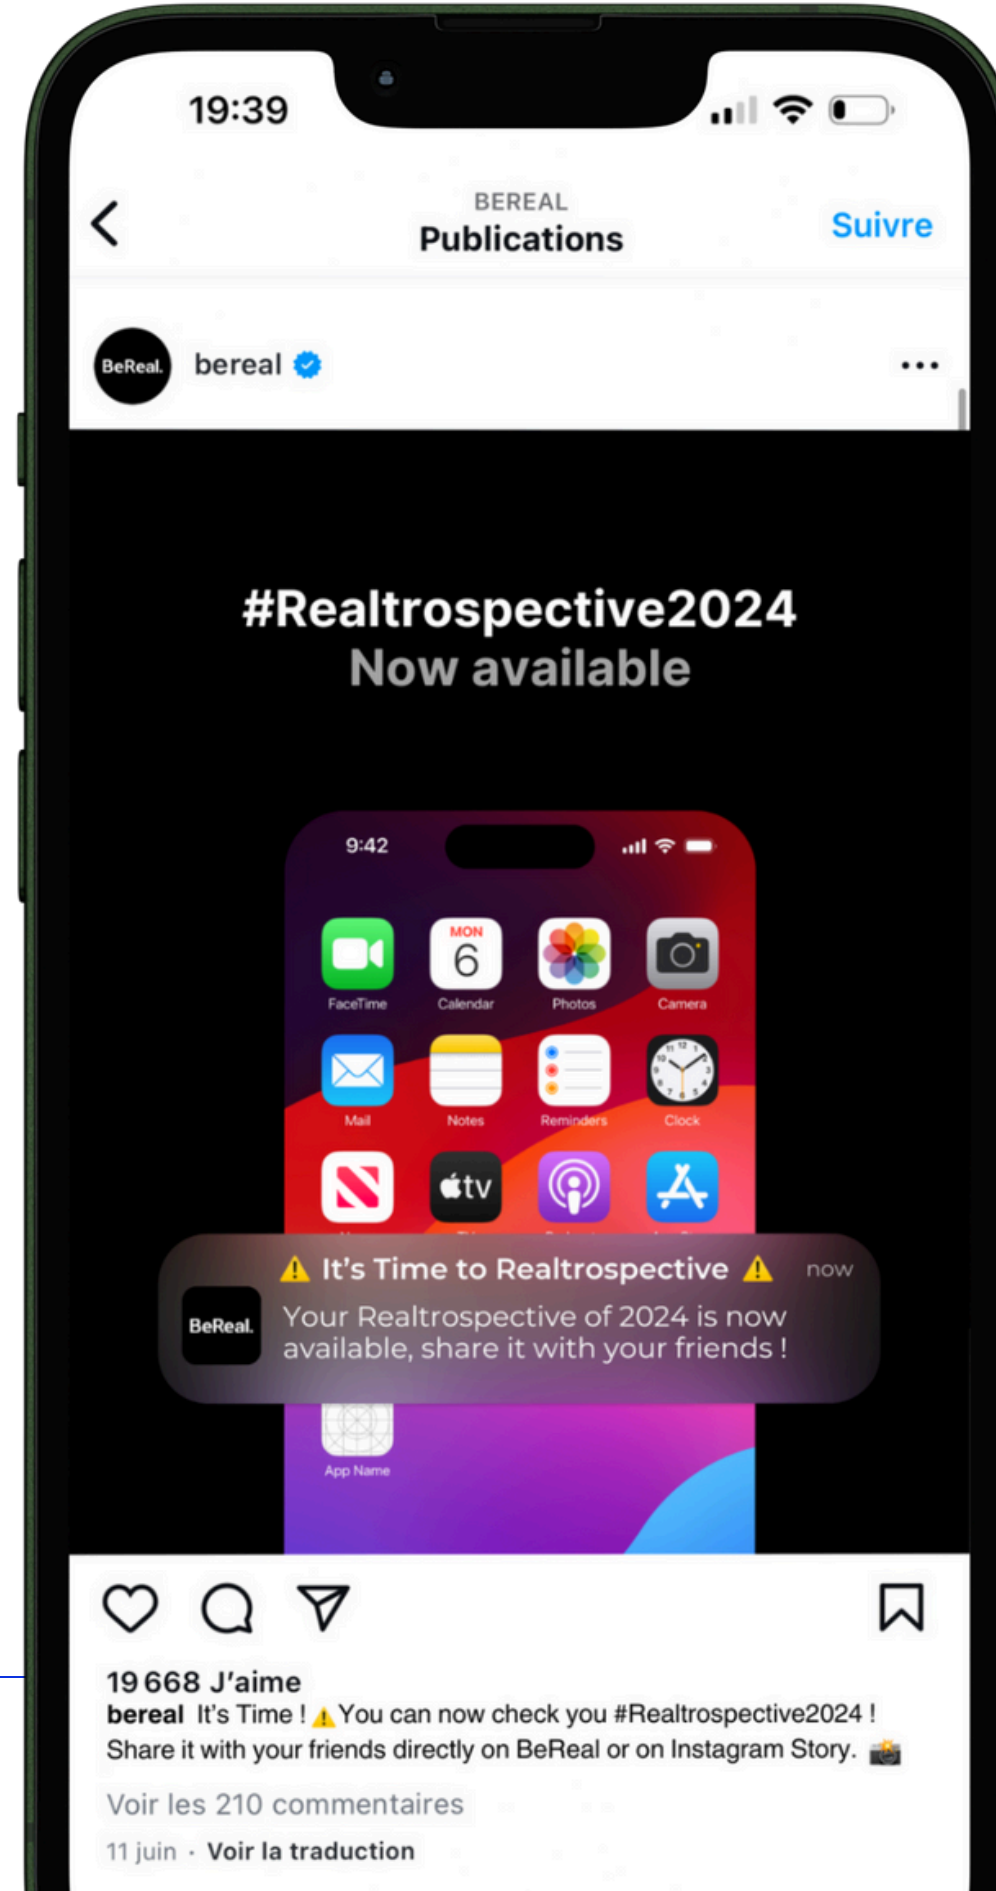 19:39
BEREAL
Publications
Suivre
BeReal.
bereal
#Realtrospective2024
Now available
9:42
MON
6
FaceTime
Calendar
Photos
Camera
Mail
Notes
Reminders
Clock
tv
⚠️ It's Time to Realtrospective ⚠️ now
BeReal.
Your Realtrospective of 2024 is now
available, share it with your friends !
App Name
19 668 J'aime
bereal It's Time ! ⚠️ You can now check you #Realtrospective2024 !
Share it with your friends directly on BeReal or on Instagram Story. 📸
Voir les 210 commentaires
11 juin · Voir la traduction